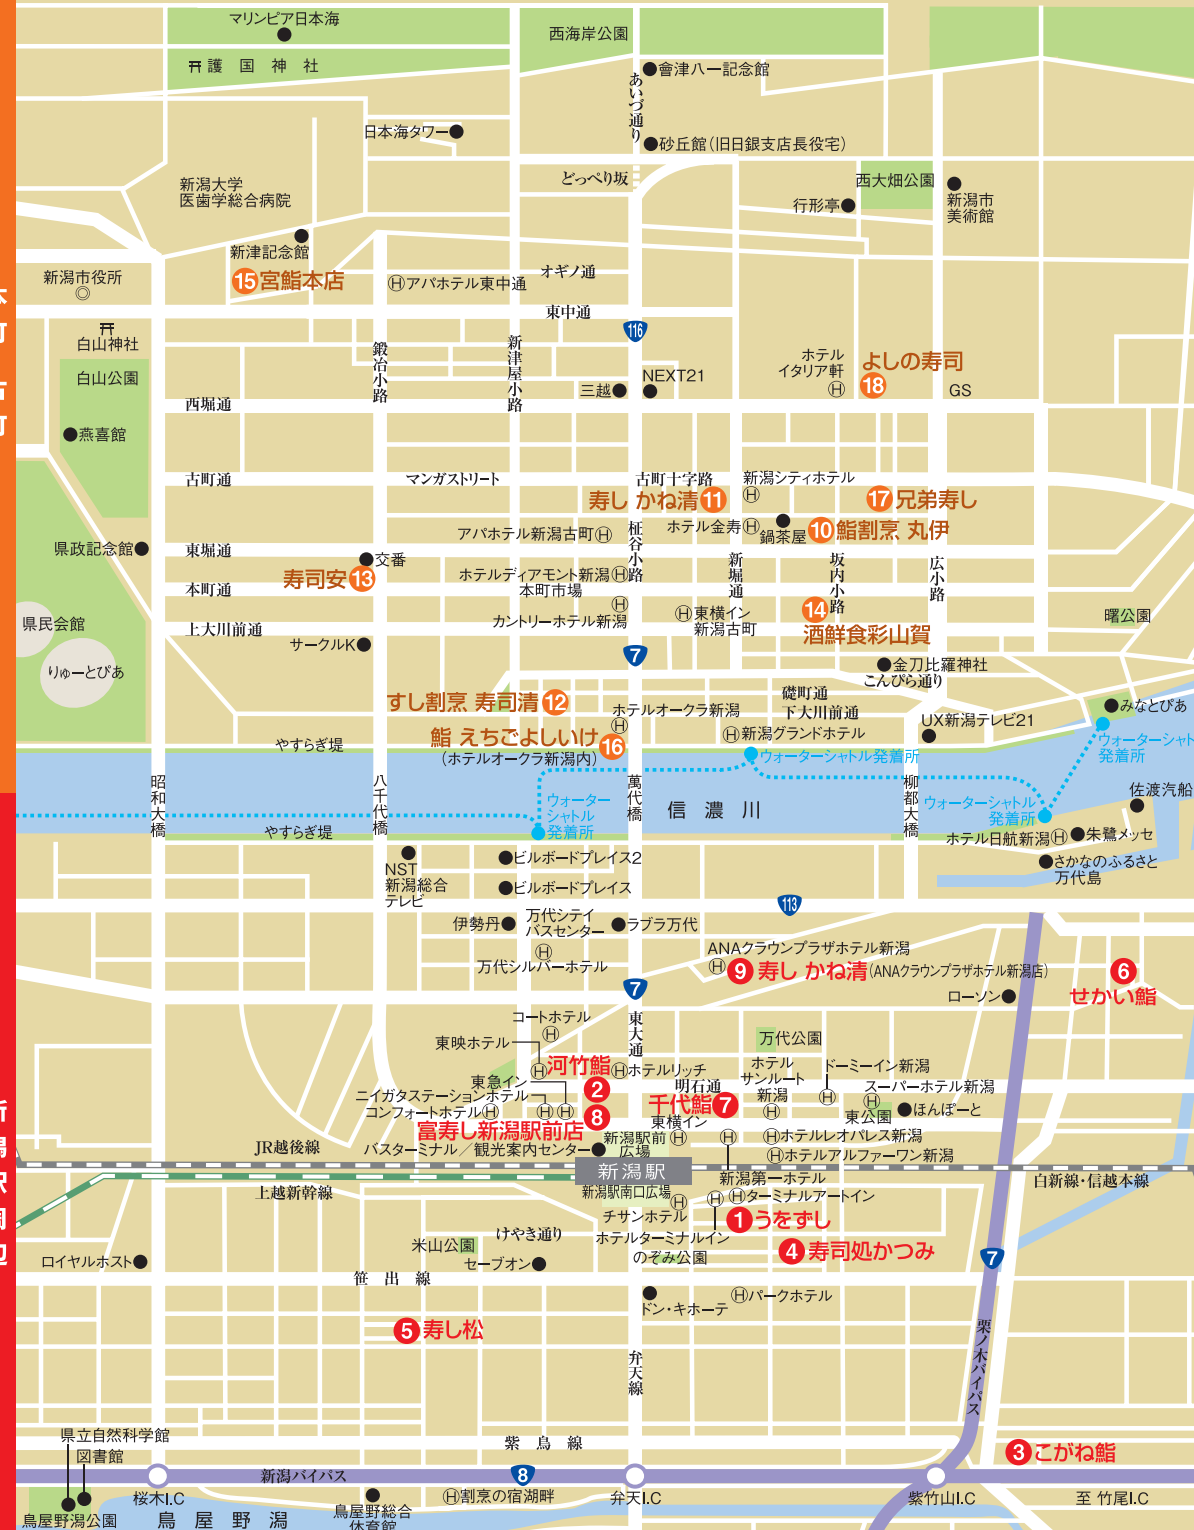 マリンピア日本海
西海岸公園
護国神社
會津八一記念館
あいづ通り
日本海タワー
砂丘館(旧日銀支店長役宅)
どっぺり坂
西大畑公園
新潟大学
医歯学総合病院
行形亭
新潟市
美術館
新津記念館
新潟市役所
◎
15 宮鮨本店
Ⓗアパホテル東中通
オギノ通
東中通
116
白山神社
白山公園
鍛冶小路
新津屋小路
ホテル
イタリア軒
Ⓗ
よしの寿司
18
GS
三越
NEXT21
西堀通
燕喜館
古町通
マンガストリート
古町十字路
新潟シティホテル
Ⓗ
寿し かね清 11
17 兄弟寿し
アパホテル新潟古町Ⓗ
柾谷小路
ホテル金寿Ⓗ
鍋茶屋
10 鮨割烹 丸伊
県政記念館
東堀通
交番
寿司安 13
本町通
ホテルディアモント新潟Ⓗ
本町市場
新堀通
坂内小路
広小路
Ⓗ
カントリーホテル新潟
Ⓗ東横イン
新潟古町
14
酒鮮食彩山賀
曙公園
県民会館
上大川前通
サークルK
7
りゅーとぴあ
金刀比羅神社
こんぴら通り
すし割烹 寿司清 12
礎町通
下大川前通
ホテルオークラ新潟
Ⓗ
みなとぴあ
鮨 えちごよしいけ 16
(ホテルオークラ新潟内)
Ⓗ新潟グランドホテル
UX新潟テレビ21
やすらぎ堤
ウォーターシャトル発着所
ウォーターシャト
発着所
昭和大橋
八千代橋
萬代橋
柳都大橋
信濃川
ウォーター
シャトル
発着所
ウォーターシャトル
発着所
佐渡汽船
やすらぎ堤
ホテル日航新潟Ⓗ
朱鷺メッセ
NST
新潟総合
テレビ
ビルボードプレイス2
ビルボードプレイス
さかなのふるさと
万代島
113
伊勢丹
万代シテイ
バスセンター
ラブラ万代
Ⓗ
万代シルバーホテル
ANAクラウンプラザホテル新潟
Ⓗ 9 寿し かね清(ANAクラウンプラザホテル新潟店)
6
せかい鮨
7
ローソン
コートホテル
Ⓗ
東大通
万代公園
東映ホテル
Ⓗ
河竹鮨
2
Ⓗホテルリッチ
明石通
ホテル
サンルート
新潟
Ⓗ
ドーミーイン新潟
Ⓗ
東急イン
ニイガタステーションホテル
コンフォートホテルⒽ
Ⓗ Ⓗ
8
富寿し新潟駅前店
千代鮨 7
スーパーホテル新潟
Ⓗ
東公園
ほんぽーと
東横イン
Ⓗ
新潟駅前
広場
Ⓗ
Ⓗホテルレオパレス新潟
JR越後線
バスターミナル／観光案内センター
Ⓗホテルアルファーワン新潟
新潟駅
上越新幹線
新潟駅南口広場
新潟第一ホテル
白新線・信越本線
Ⓗ
チサンホテル
Ⓗ
Ⓗターミナルアートイン
1 うをずし
けやき通り
ホテルターミナルイン
米山公園
のぞみ公園
4 寿司処かつみ
7
ロイヤルホスト
セーブオン
笹出線
ドン・キホーテ
Ⓗパークホテル
5 寿し松
弁天線
栗ノ木バイパス
県立自然科学館
図書館
紫鳥線
3 こがね鮨
新潟バイパス
8
桜木I.C
Ⓗ割烹の宿湖畔
弁天I.C
紫竹山I.C
至 竹尾I.C
鳥屋野潟公園
鳥屋野潟
鳥屋野総合
体育館